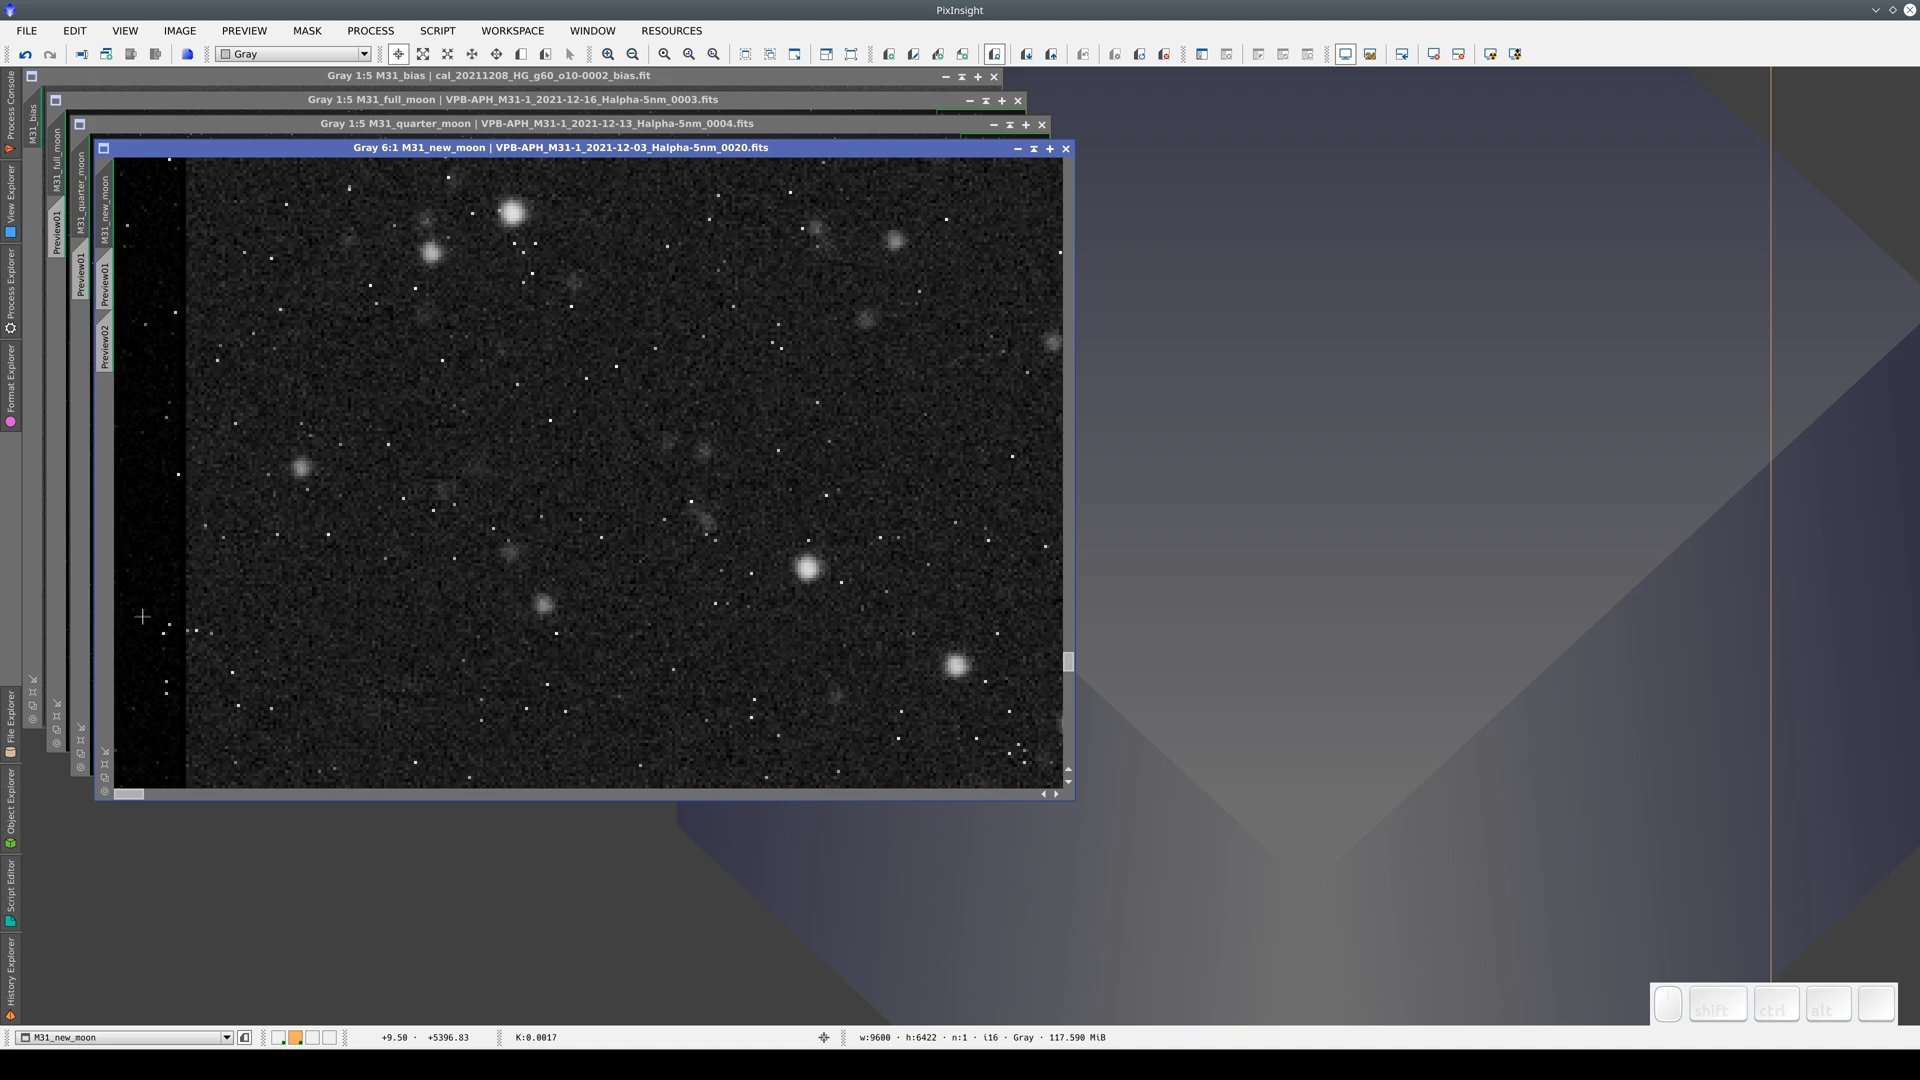 PixInsight
FILE EDIT VIEW IMAGE PREVIEW MASK PROCESS SCRIPT WORKSPACE WINDOW RESOURCES
Gray
Gray 1:5 M31_bias | cal_20211208_HG_g60_o10-0002_bias.fit
Gray 1:5 M31_full_moon | VPB-APH_M31-1_2021-12-16_Halpha-5nm_0003.fits
Gray 1:5 M31_quarter_moon | VPB-APH_M31-1_2021-12-13_Halpha-5nm_0004.fits
Gray 6:1 M31_new_moon | VPB-APH_M31-1_2021-12-03_Halpha-5nm_0020.fits
Process Console
View Explorer
Process Explorer
Format Explorer
File Explorer
Object Explorer
Script Editor
History Explorer
M31_bias
M31_full_moon
Preview01
M31_quarter_moon
Preview01
M31_new_moon
Preview01
Preview02
shift ctrl alt
M31_new_moon
+9.50 · +5396.83
K:0.0017
w:9600 · h:6422 · n:1 · i16 · Gray · 117.590 MiB